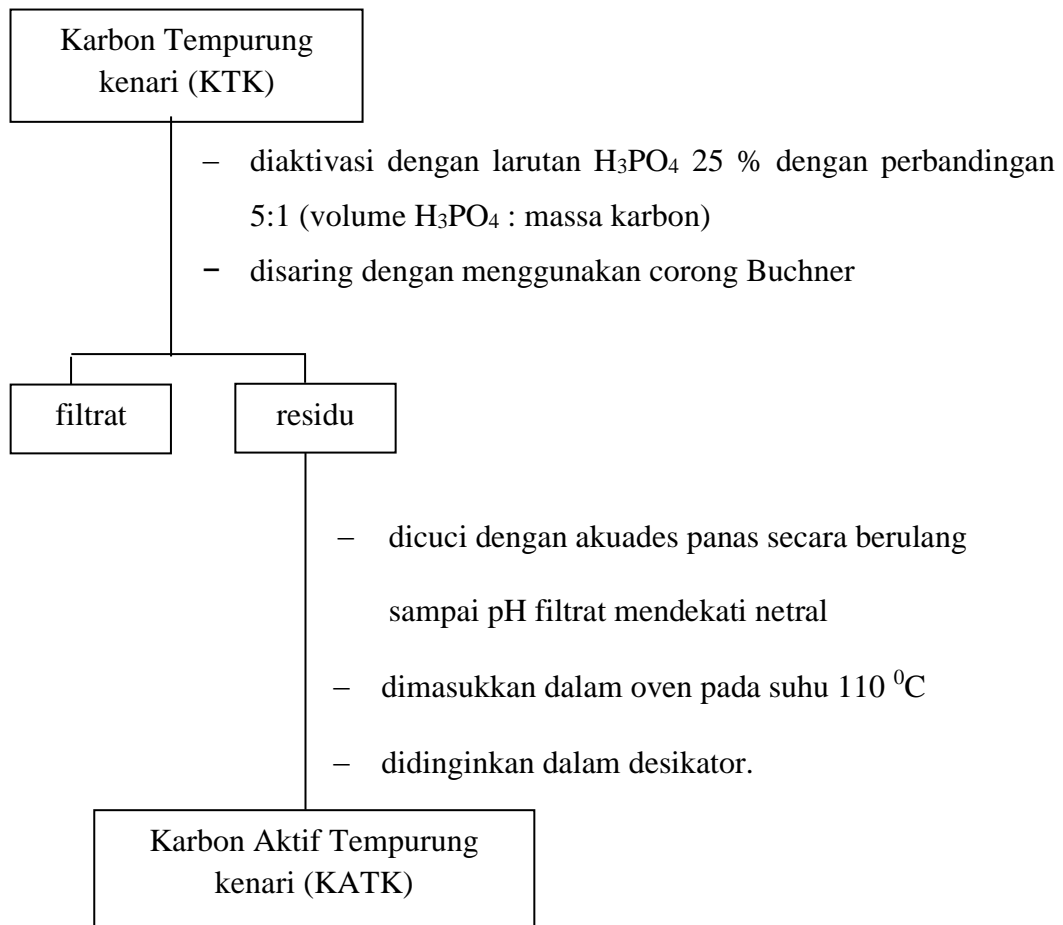 Karbon Tempurung
kenari (KTK)
– diaktivasi dengan larutan H₃PO₄ 25 % dengan perbandingan
5:1 (volume H₃PO₄ : massa karbon)
− disaring dengan menggunakan corong Buchner
filtrat
residu
– dicuci dengan akuades panas secara berulang
sampai pH filtrat mendekati netral
– dimasukkan dalam oven pada suhu 110 ⁰C
– didinginkan dalam desikator.
Karbon Aktif Tempurung
kenari (KATK)